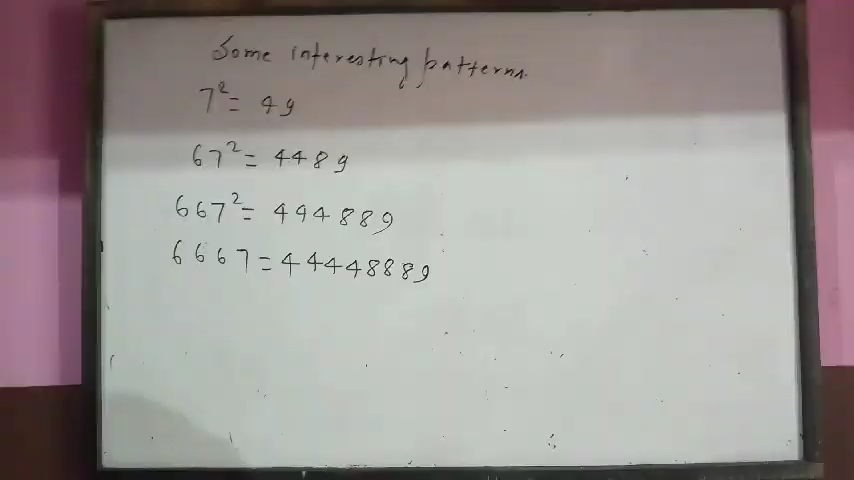 Some interesting patterns.
7² = 49
67² = 4489
667² = 444889
6667 = 44448889